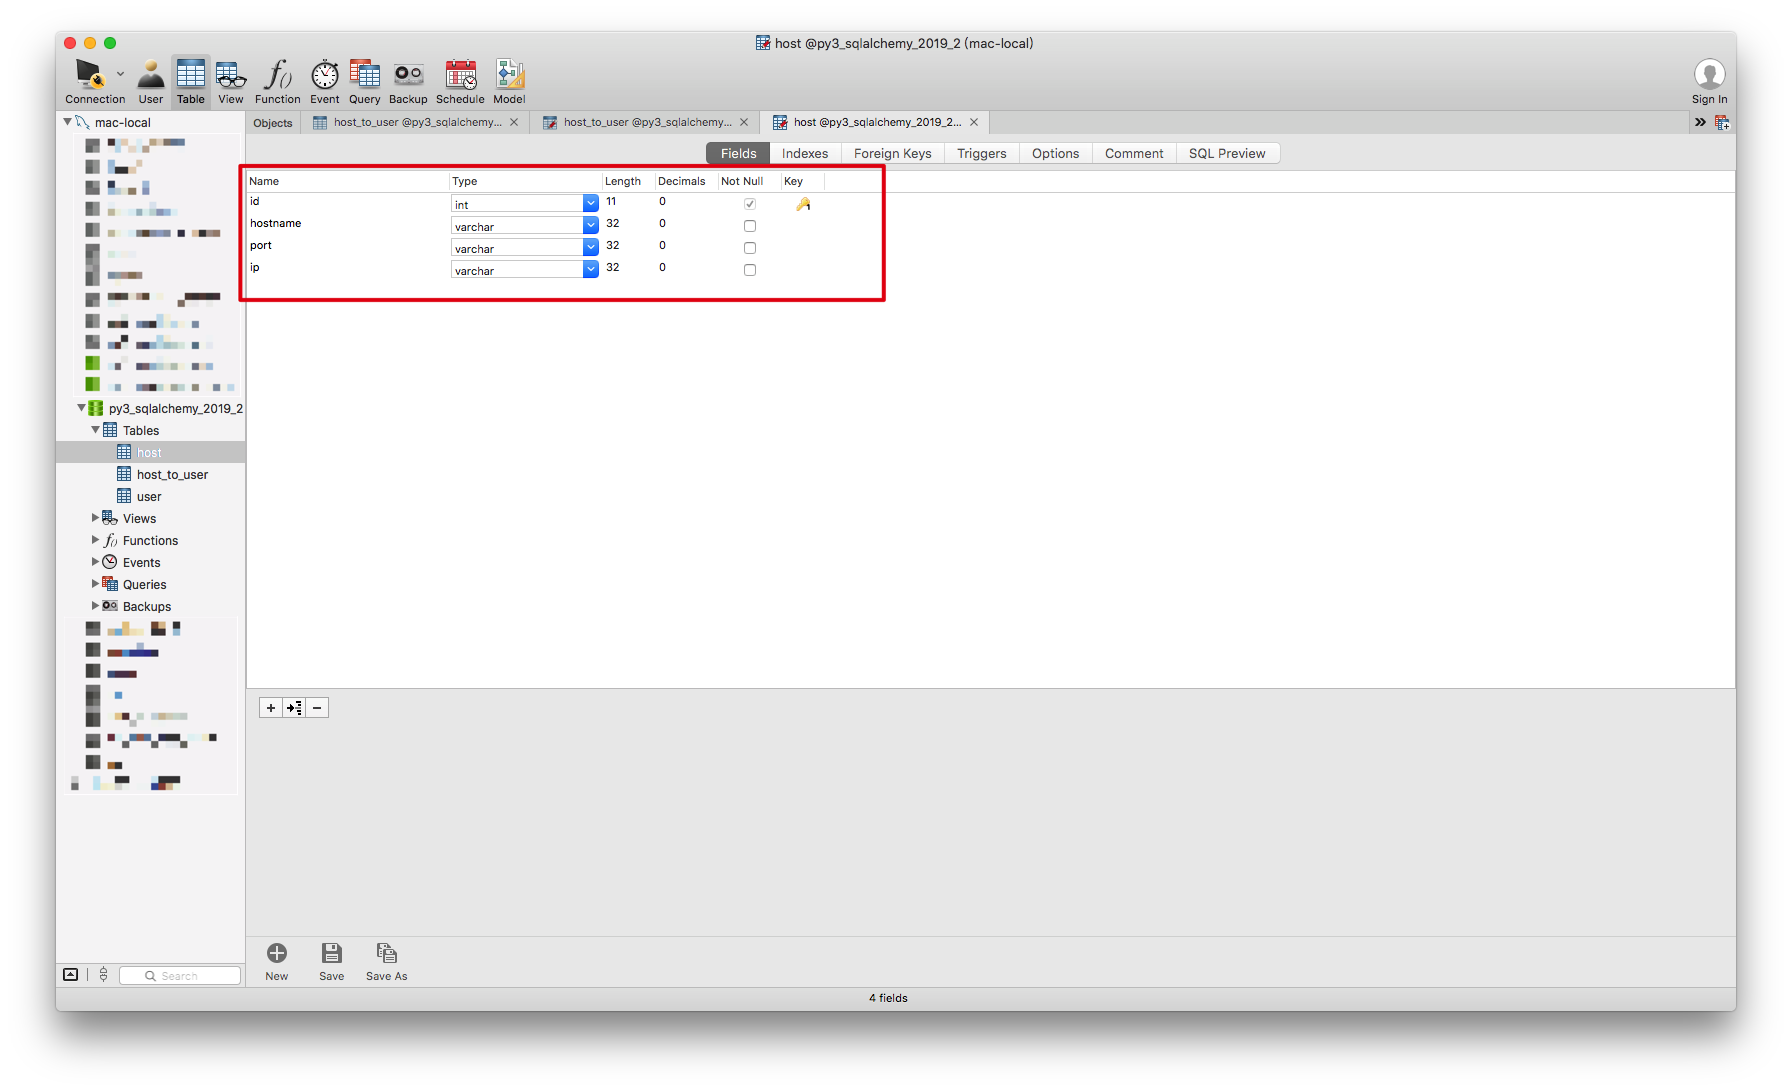 host @py3_sqlalchemy_2019_2 (mac-local)
Connection User Table View Function Event Query Backup Schedule Model Sign In
mac-local
Objects host_to_user @py3_sqlalchemy... host_to_user @py3_sqlalchemy... host @py3_sqlalchemy_2019_2...
Fields Indexes Foreign Keys Triggers Options Comment SQL Preview
Name Type Length Decimals Not Null Key
id int 11 0 1
hostname varchar 32 0
port varchar 32 0
ip varchar 32 0
py3_sqlalchemy_2019_2
Tables
host
host_to_user
user
Views
Functions
Events
Queries
Backups
New Save Save As
Search
4 fields